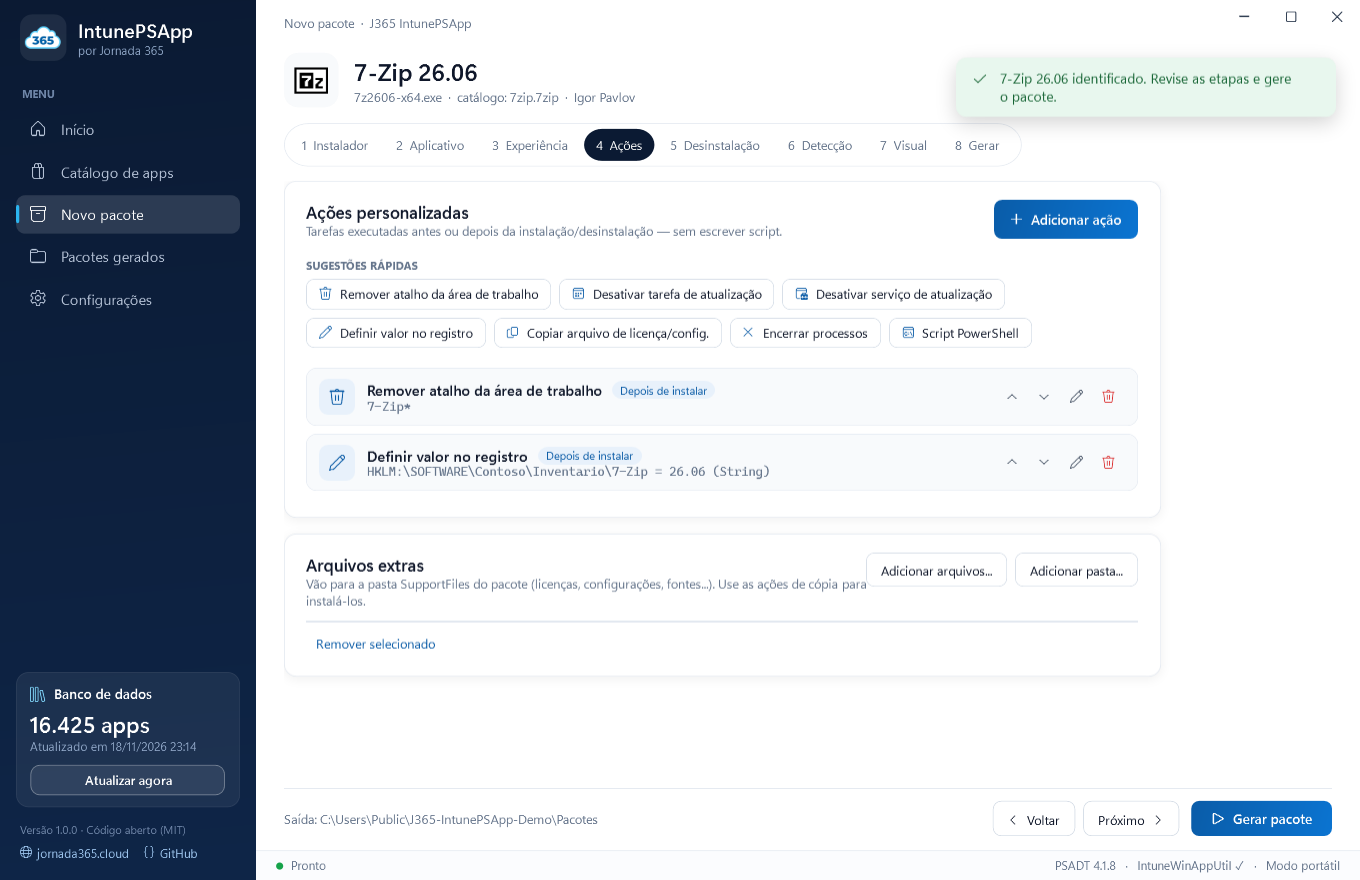 365
IntunePSApp
por Jornada 365
MENU
Início
Catálogo de apps
Novo pacote
Pacotes gerados
Configurações
Banco de dados
16.425 apps
Atualizado em 18/11/2026 23:14
Atualizar agora
Versão 1.0.0 · Código aberto (MIT)
jornada365.cloud GitHub
Novo pacote · J365 IntunePSApp
7z
7-Zip 26.06
7z2606-x64.exe · catálogo: 7zip.7zip · Igor Pavlov
7-Zip 26.06 identificado. Revise as etapas e gere
o pacote.
1 Instalador 2 Aplicativo 3 Experiência 4 Ações 5 Desinstalação 6 Detecção 7 Visual 8 Gerar
Ações personalizadas
Tarefas executadas antes ou depois da instalação/desinstalação — sem escrever script.
Adicionar ação
SUGESTÕES RÁPIDAS
Remover atalho da área de trabalho Desativar tarefa de atualização Desativar serviço de atualização
Definir valor no registro Copiar arquivo de licença/config. Encerrar processos Script PowerShell
Remover atalho da área de trabalho Depois de instalar
7-Zip*
Definir valor no registro Depois de instalar
HKLM:\SOFTWARE\Contoso\Inventario\7-Zip = 26.06 (String)
Arquivos extras
Vão para a pasta SupportFiles do pacote (licenças, configurações, fontes...). Use as ações de cópia para
instalá-los.
Adicionar arquivos... Adicionar pasta...
Remover selecionado
Saída: C:\Users\Public\J365-IntunePSApp-Demo\Pacotes
Voltar Próximo Gerar pacote
Pronto
PSADT 4.1.8 · IntuneWinAppUtil ✓ · Modo portátil